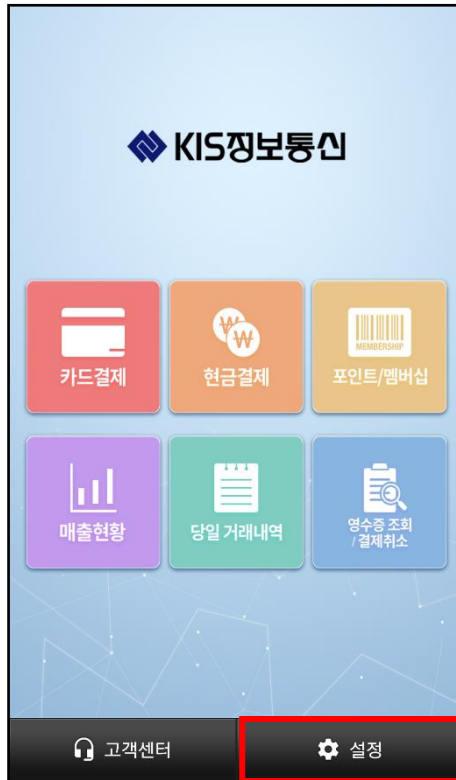 KIS정보통신
MEMBERSHIP
카드결제
현금결제
포인트/멤버십
매출현황
당일 거래내역
영수증 조회
/ 결제취소
고객센터
설정